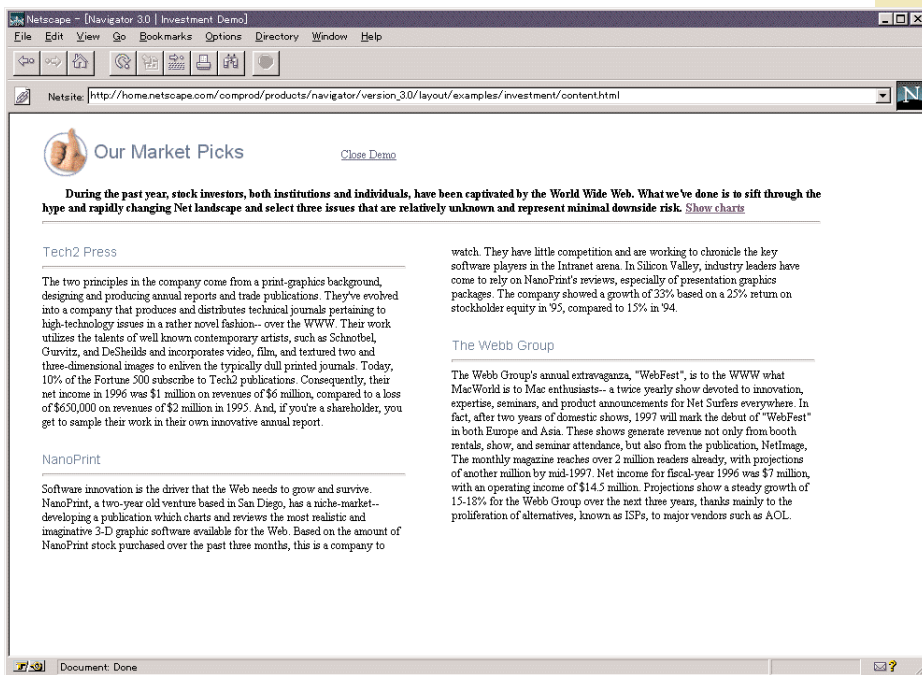 Netscape - [Navigator 3.0 | Investment Demo]
File Edit View Go Bookmarks Options Directory Window Help
Netsite: http://home.netscape.com/comprod/products/navigator/version_3.0/layout/examples/investment/content.html
N
Our Market Picks
Close Demo
During the past year, stock investors, both institutions and individuals, have been captivated by the World Wide Web. What we've done is to sift through the
hype and rapidly changing Net landscape and select three issues that are relatively unknown and represent minimal downside risk. Show charts
Tech2 Press
The two principles in the company come from a print-graphics background,
designing and producing annual reports and trade publications. They've evolved
into a company that produces and distributes technical journals pertaining to
high-technology issues in a rather novel fashion-- over the WWW. Their work
utilizes the talents of well known contemporary artists, such as Schnotbel,
Gurvitz, and DeSheilds and incorporates video, film, and textured two and
three-dimensional images to enliven the typically dull printed journals. Today,
10% of the Fortune 500 subscribe to Tech2 publications. Consequently, their
net income in 1996 was $1 million on revenues of $6 million, compared to a loss
of $650,000 on revenues of $2 million in 1995. And, if you're a shareholder, you
get to sample their work in their own innovative annual report.
NanoPrint
Software innovation is the driver that the Web needs to grow and survive.
NanoPrint, a two-year old venture based in San Diego, has a niche-market--
developing a publication which charts and reviews the most realistic and
imaginative 3-D graphic software available for the Web. Based on the amount of
NanoPrint stock purchased over the past three months, this is a company to
watch. They have little competition and are working to chronicle the key
software players in the Intranet arena. In Silicon Valley, industry leaders have
come to rely on NanoPrint's reviews, especially of presentation graphics
packages. The company showed a growth of 33% based on a 25% return on
stockholder equity in '95, compared to 15% in '94.
The Webb Group
The Webb Group's annual extravaganza, "WebFest", is to the WWW what
MacWorld is to Mac enthusiasts-- a twice yearly show devoted to innovation,
expertise, seminars, and product announcements for Net Surfers everywhere. In
fact, after two years of domestic shows, 1997 will mark the debut of "WebFest"
in both Europe and Asia. These shows generate revenue not only from booth
rentals, show, and seminar attendance, but also from the publication, NetImage,
The monthly magazine reaches over 2 million readers already, with projections
of another million by mid-1997. Net income for fiscal-year 1996 was $7 million,
with an operating income of $14.5 million. Projections show a steady growth of
15-18% for the Webb Group over the next three years, thanks mainly to the
proliferation of alternatives, known as ISPs, to major vendors such as AOL.
Document: Done
?